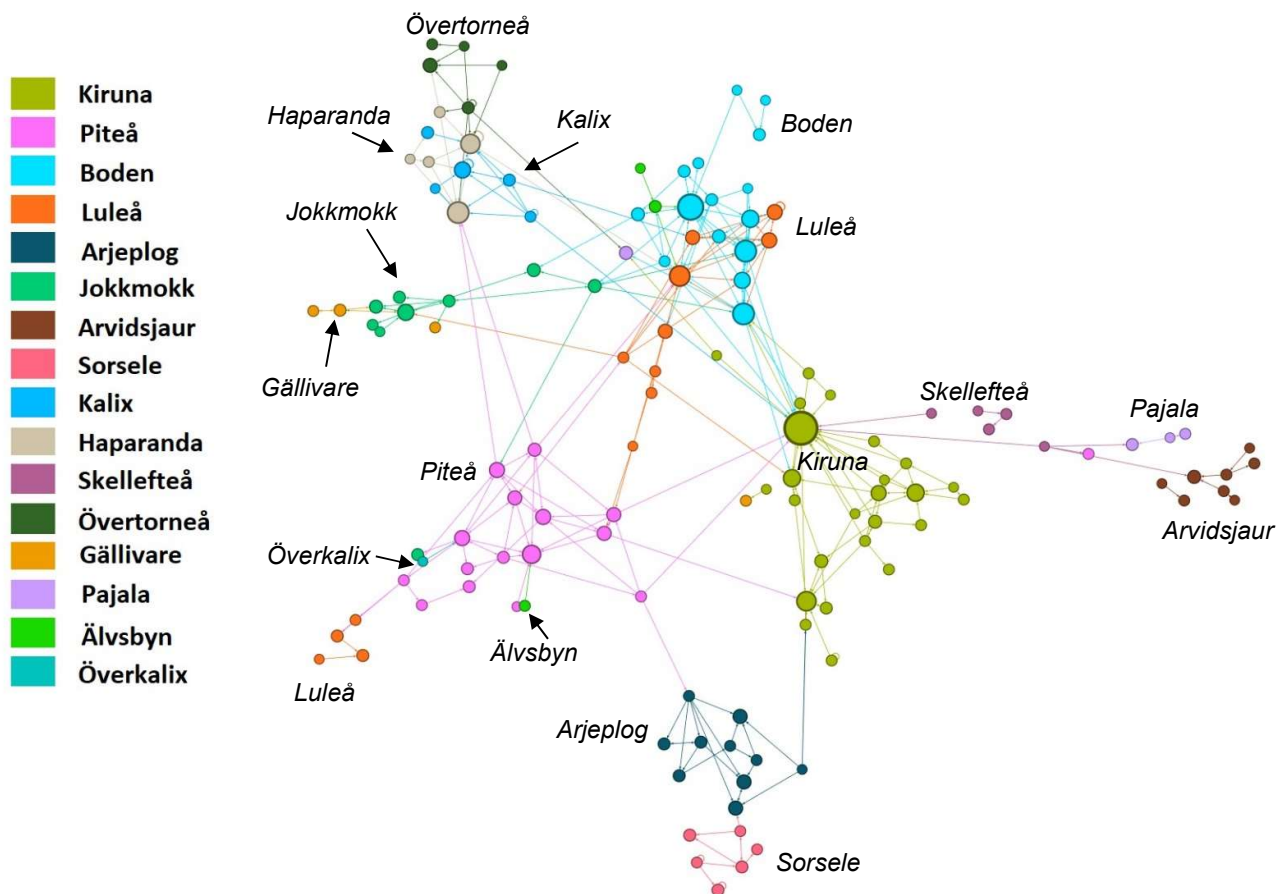 Kiruna
Piteå
Boden
Luleå
Arjeplog
Jokkmokk
Arvidsjaur
Sorsele
Kalix
Haparanda
Skellefteå
Övertorneå
Gällivare
Pajala
Älvsbyn
Överkalix
Övertorneå
Haparanda
Kalix
Boden
Jokkmokk
Luleå
Gällivare
Skellefteå
Pajala
Piteå
Kiruna
Arvidsjaur
Överkalix
Älvsbyn
Luleå
Arjeplog
Sorsele